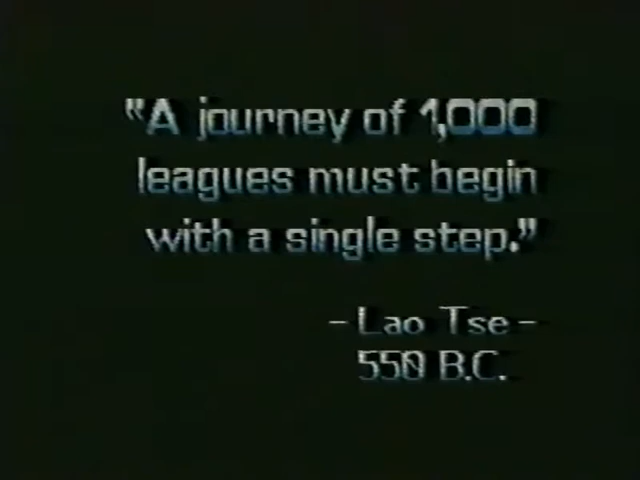 "A journey of 1,000
leagues must begin
with a single step."
- Lao Tse -
550 B.C.